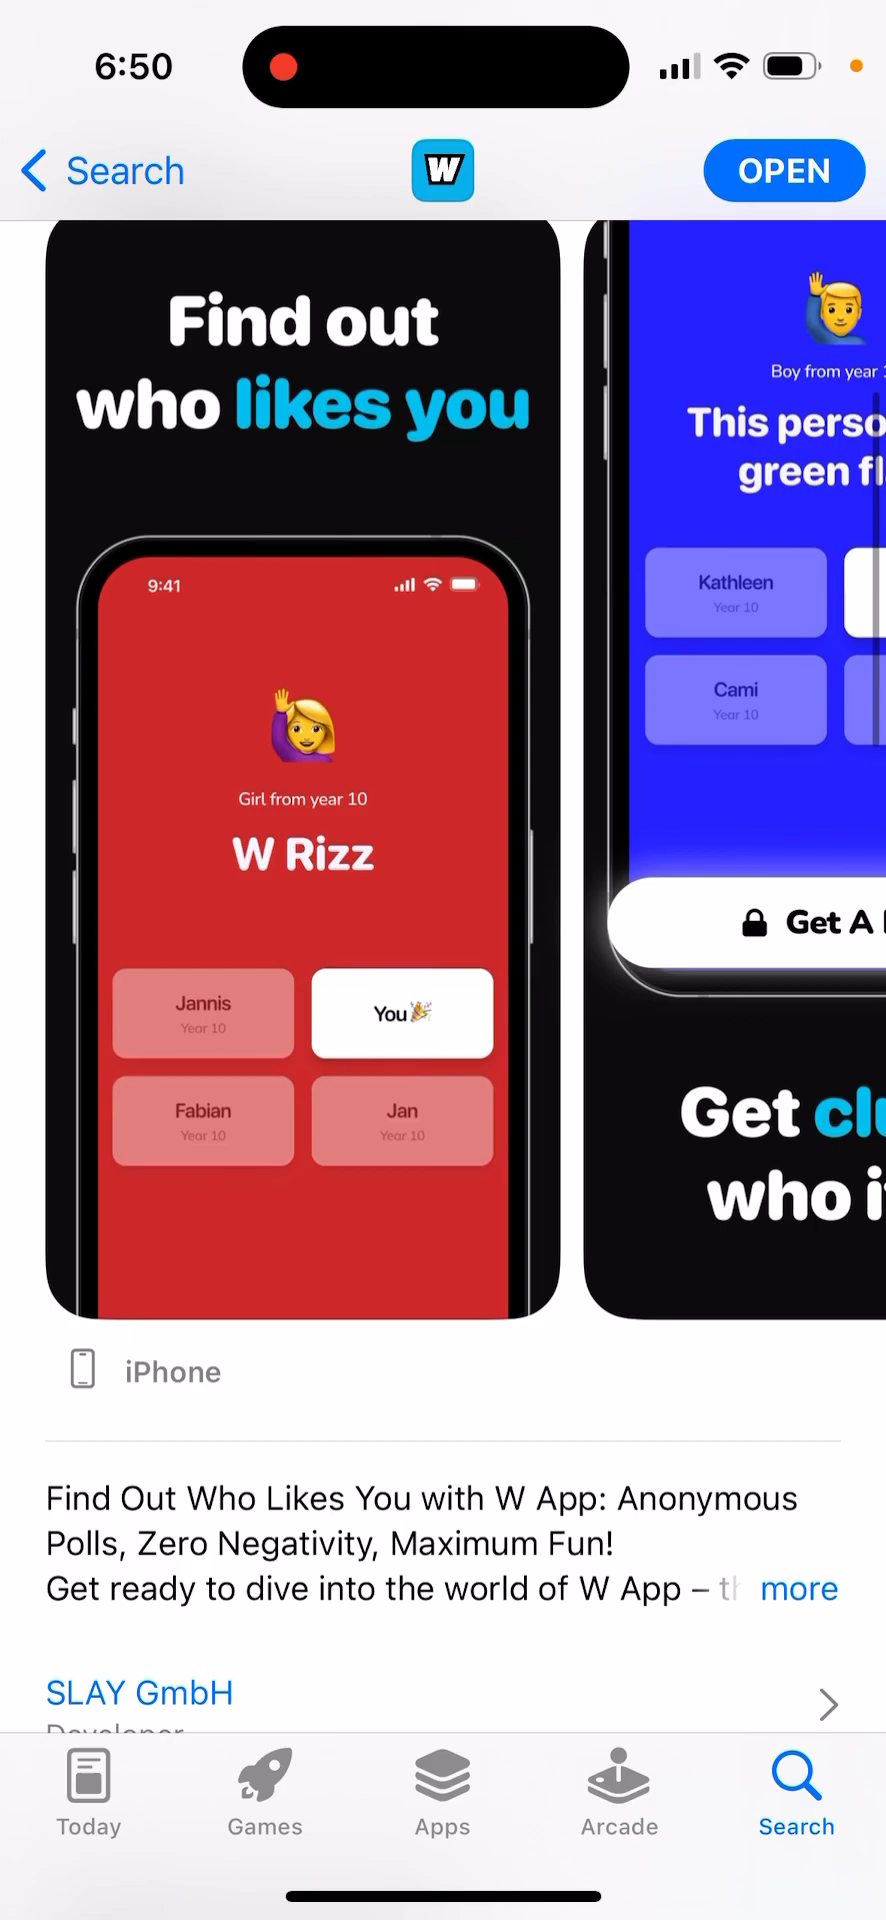 6:50
Search
W
OPEN
Find out
who likes you
9:41
Girl from year 10
W Rizz
Jannis
Year 10
You🎉
Fabian
Year 10
Jan
Year 10
Boy from year
This perso
green fl
Kathleen
Year 10
Cami
Year 10
Get A
Get clu
who i
iPhone
Find Out Who Likes You with W App: Anonymous
Polls, Zero Negativity, Maximum Fun!
Get ready to dive into the world of W App – th more
SLAY GmbH
Developer
Today
Games
Apps
Arcade
Search